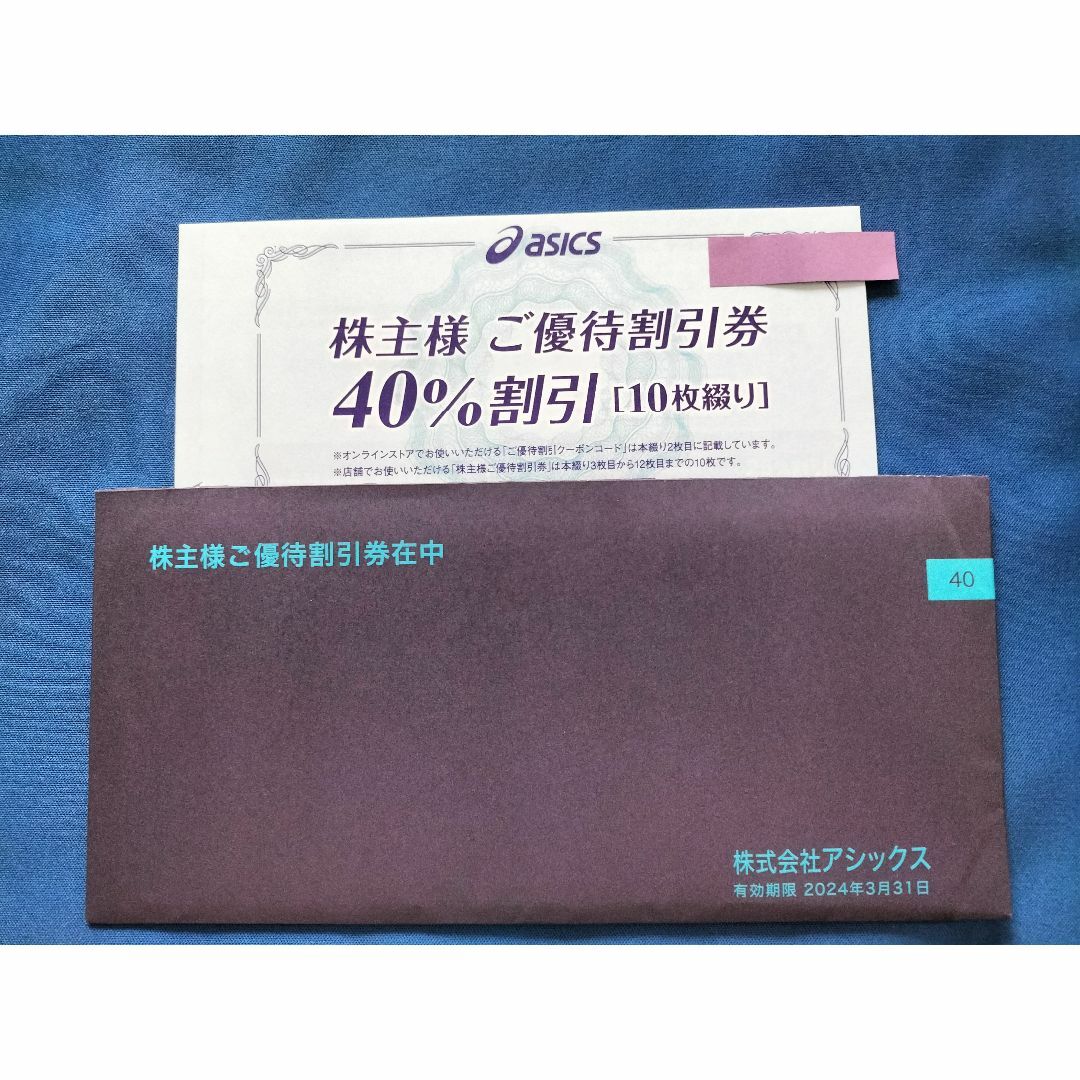 asics
株主様 ご優待割引券
40%割引 [10枚綴り]
※オンラインストアでお使いいただける「ご優待割引クーポンコード」は本綴り2枚目に記載しています。
※店舗でお使いいただける「株主様ご優待割引券」は本綴り3枚目から12枚目までの10枚です。
株主様ご優待割引券在中
40
株式会社アシックス
有効期限 2024年3月31日